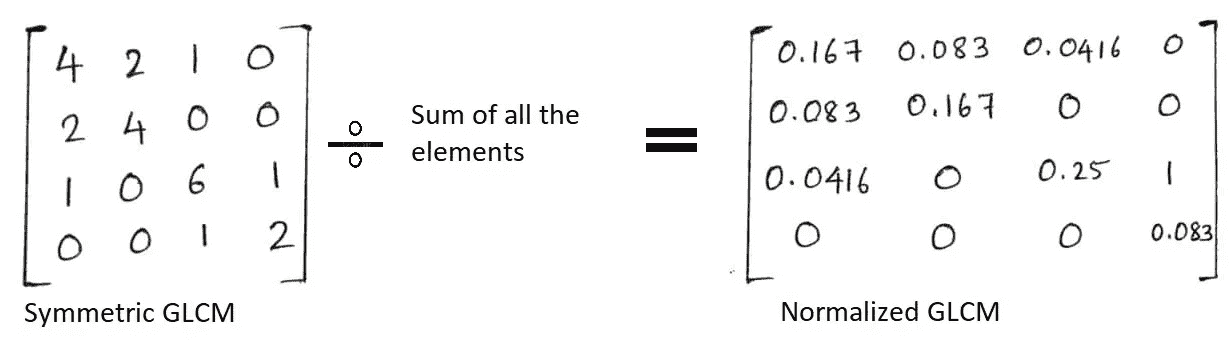 4 2 1 0
2 4 0 0
1 0 6 1
0 0 1 2
Symmetric GLCM
÷
Sum of all the
elements
=
0.167 0.083 0.0416 0
0.083 0.167 0 0
0.0416 0 0.25 1
0 0 0 0.083
Normalized GLCM